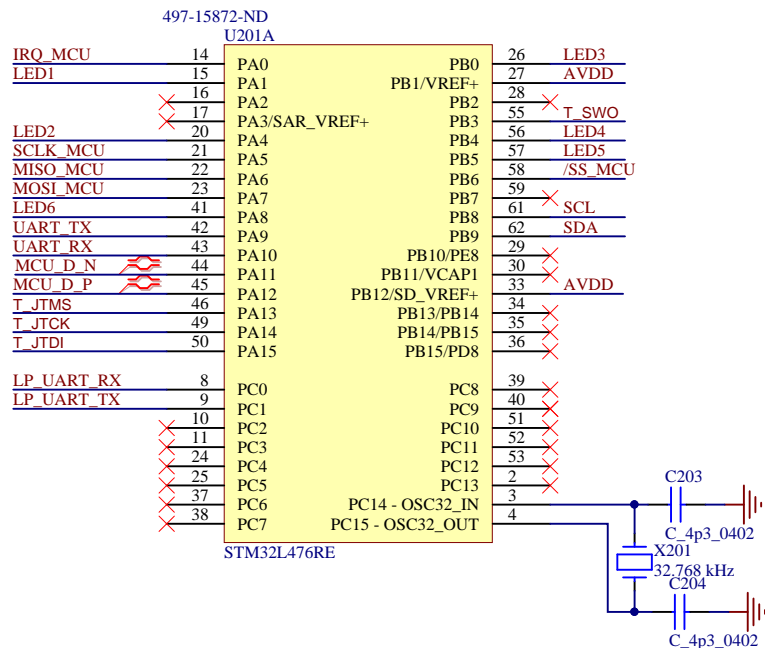 497-15872-ND
U201A
IRQ_MCU 14 PA0 PB0 26 LED3
LED1 15 PA1 PB1/VREF+ 27 AVDD
16 PA2 PB2 28
17 PA3/SAR_VREF+ PB3 55 T_SWO
LED2 20 PA4 PB4 56 LED4
SCLK_MCU 21 PA5 PB5 57 LED5
MISO_MCU 22 PA6 PB6 58 /SS_MCU
MOSI_MCU 23 PA7 PB7 59
LED6 41 PA8 PB8 61 SCL
UART_TX 42 PA9 PB9 62 SDA
UART_RX 43 PA10 PB10/PE8 29
MCU_D_N 44 PA11 PB11/VCAP1 30
MCU_D_P 45 PA12 PB12/SD_VREF+ 33 AVDD
T_JTMS 46 PA13 PB13/PB14 34
T_JTCK 49 PA14 PB14/PB15 35
T_JTDI 50 PA15 PB15/PD8 36
LP_UART_RX 8 PC0 PC8 39
LP_UART_TX 9 PC1 PC9 40
10 PC2 PC10 51
11 PC3 PC11 52
24 PC4 PC12 53
25 PC5 PC13 2
37 PC6 PC14 - OSC32_IN 3
38 PC7 PC15 - OSC32_OUT 4
STM32L476RE
C203
C_4p3_0402
X201
32.768 kHz
C204
C_4p3_0402